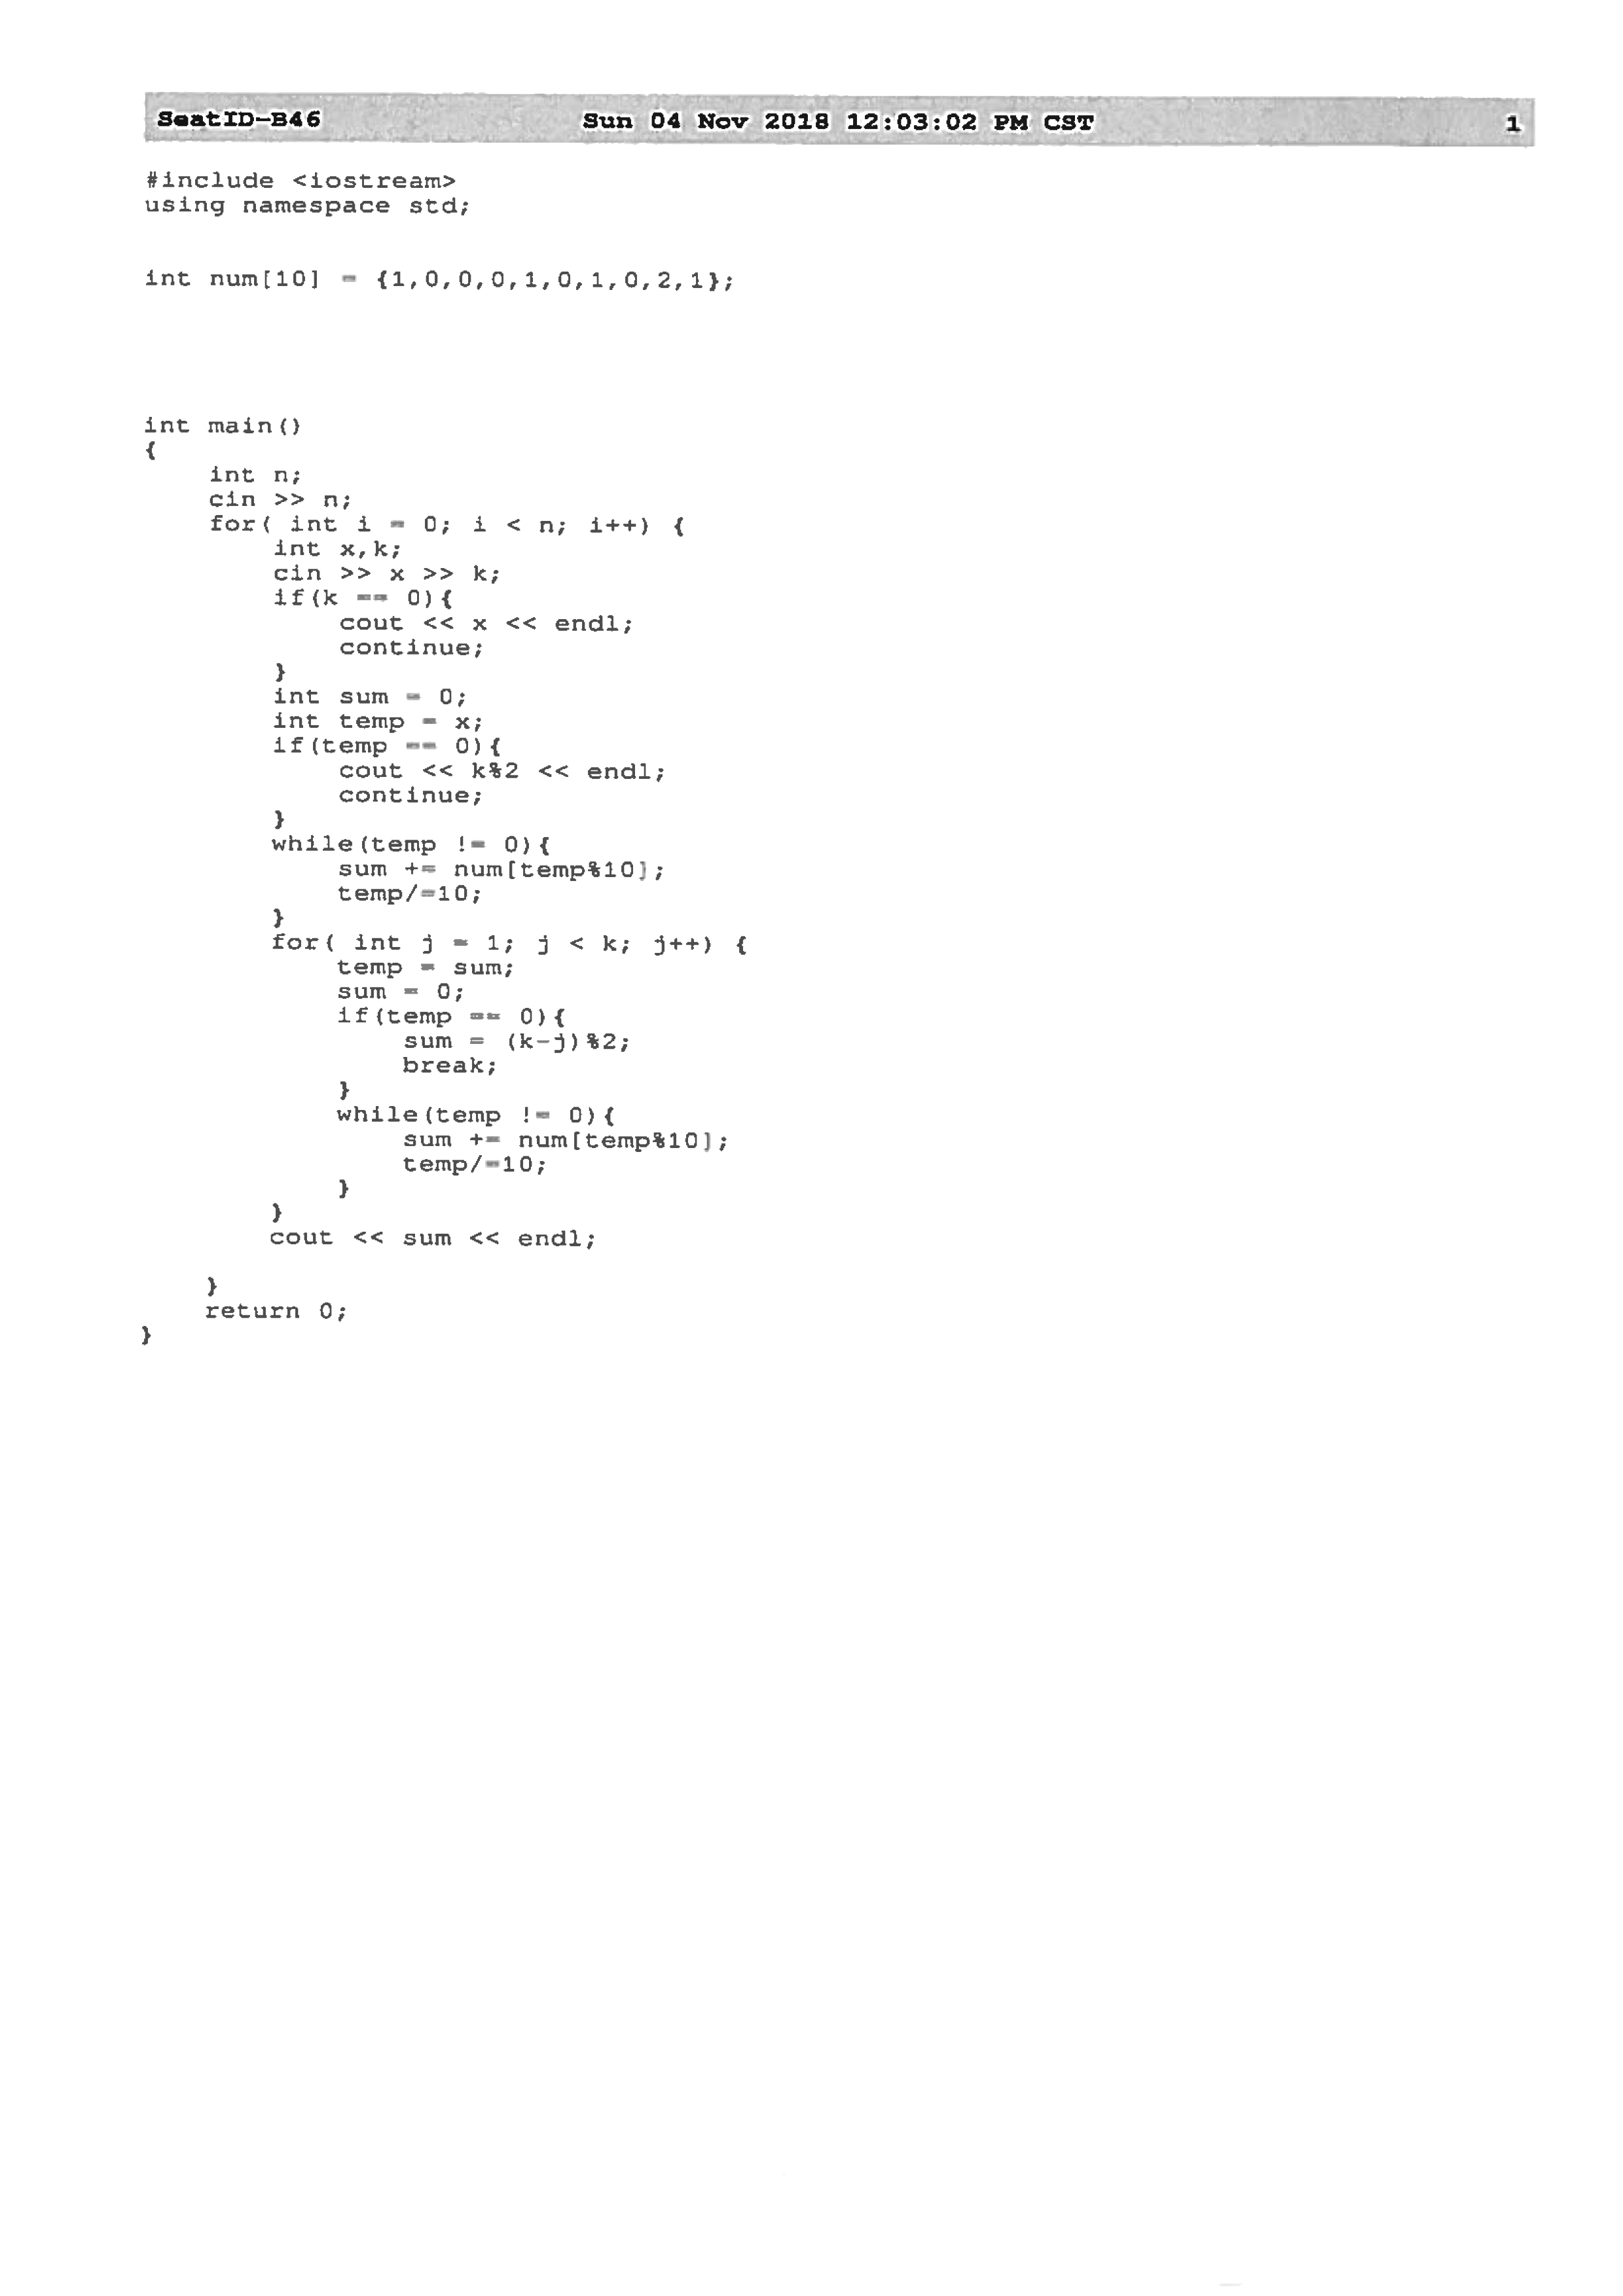 SeatID-B46 Sun 04 Nov 2018 12:03:02 PM CST 1
#include <iostream>
using namespace std;
int num[10] = {1,0,0,0,1,0,1,0,2,1};
int main()
{
    int n;
    cin >> n;
    for( int i = 0; i < n; i++) {
        int x,k;
        cin >> x >> k;
        if(k == 0){
            cout << x << endl;
            continue;
        }
        int sum = 0;
        int temp = x;
        if(temp == 0){
            cout << k%2 << endl;
            continue;
        }
        while(temp != 0){
            sum += num[temp%10];
            temp/=10;
        }
        for( int j = 1; j < k; j++) {
            temp = sum;
            sum = 0;
            if(temp == 0){
                sum = (k-j)%2;
                break;
            }
            while(temp != 0){
                sum += num[temp%10];
                temp/=10;
            }
        }
        cout << sum << endl;
    }
    return 0;
}